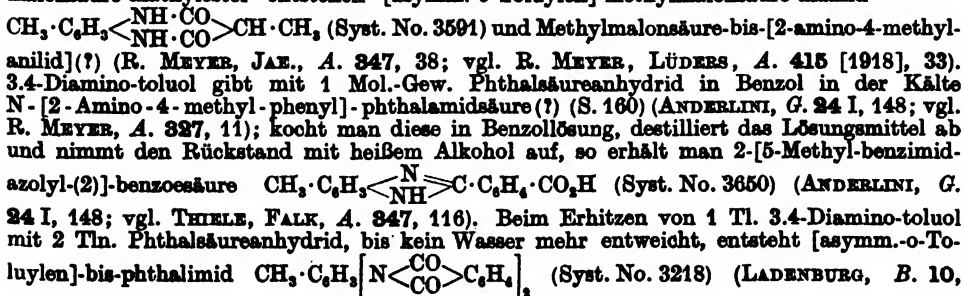 CH₃·C₆H₃<NH·CO NH·CO>CH·CH₃ (Syst. No. 3591) und Methylmalonsäure-bis-[2-amino-4-methyl-
anilid](?) (R. MEYER, JAE., A. 347, 38; vgl. R. MEYER, LÜDERS, A. 415 [1918], 33).
3.4-Diamino-toluol gibt mit 1 Mol.-Gew. Phthalsäureanhydrid in Benzol in der Kälte
N-[2-Amino-4-methyl-phenyl]-phthalamidsäure(?) (S. 160) (ANDERLINI, G. 24 I, 148; vgl.
R. MEYER, A. 327, 11); kocht man diese in Benzollösung, destilliert das Lösungsmittel ab
und nimmt den Rückstand mit heißem Alkohol auf, so erhält man 2-[5-Methyl-benzimid-
azolyl-(2)]-benzoesäure CH₃·C₆H₃<N NH>C·C₆H₄·CO₂H (Syst. No. 3650) (ANDERLINI, G.
24 I, 148; vgl. THIELE, FALK, A. 347, 116). Beim Erhitzen von 1 Tl. 3.4-Diamino-toluol
mit 2 Tln. Phthalsäureanhydrid, bis kein Wasser mehr entweicht, entsteht [asymm.-o-To-
luylen]-bis-phthalimid CH₃·C₆H₃[N<CO CO>C₆H₄]₂ (Syst. No. 3218) (LADENBURG, B. 10,